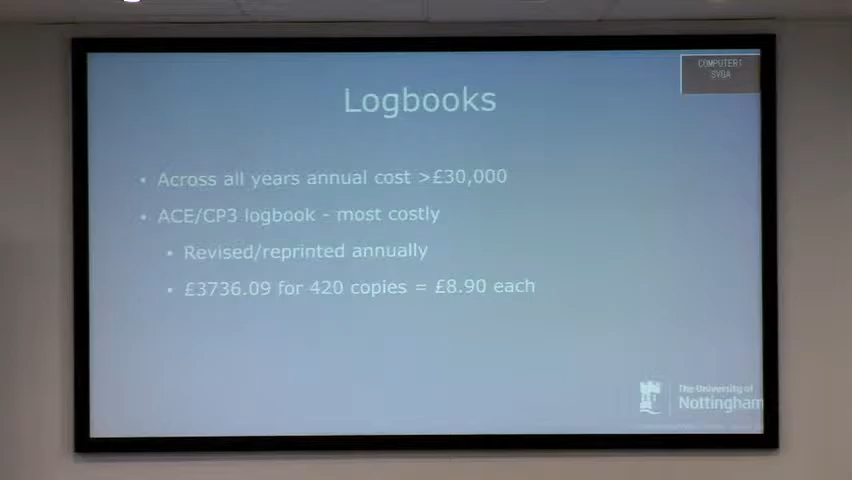 COMPUTER1
SVGA
Logbooks
• Across all years annual cost >£30,000
• ACE/CP3 logbook - most costly
• Revised/reprinted annually
• £3736.09 for 420 copies = £8.90 each
The University of
Nottingham